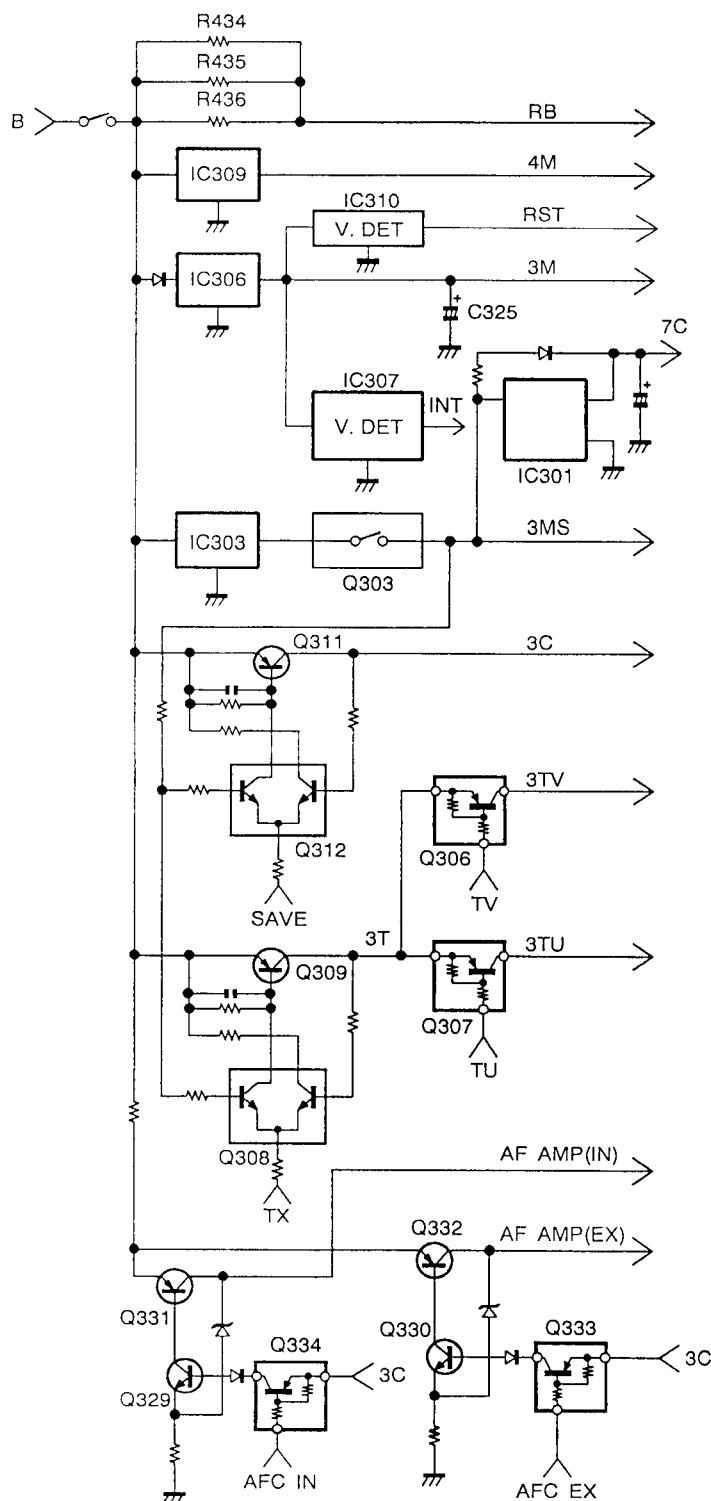 R434
R435
R436
B
RB
IC309
4M
IC310
V. DET
RST
IC306
3M
C325
+
7C
IC307
V. DET
INT
+
IC301
IC303
Q303
3MS
Q311
3C
Q312
SAVE
Q306
3TV
TV
Q309
3T
3TU
Q307
TU
Q308
TX
AF AMP(IN)
Q332
AF AMP(EX)
Q331
Q330
Q334
Q333
Q329
3C
3C
AFC IN
AFC EX